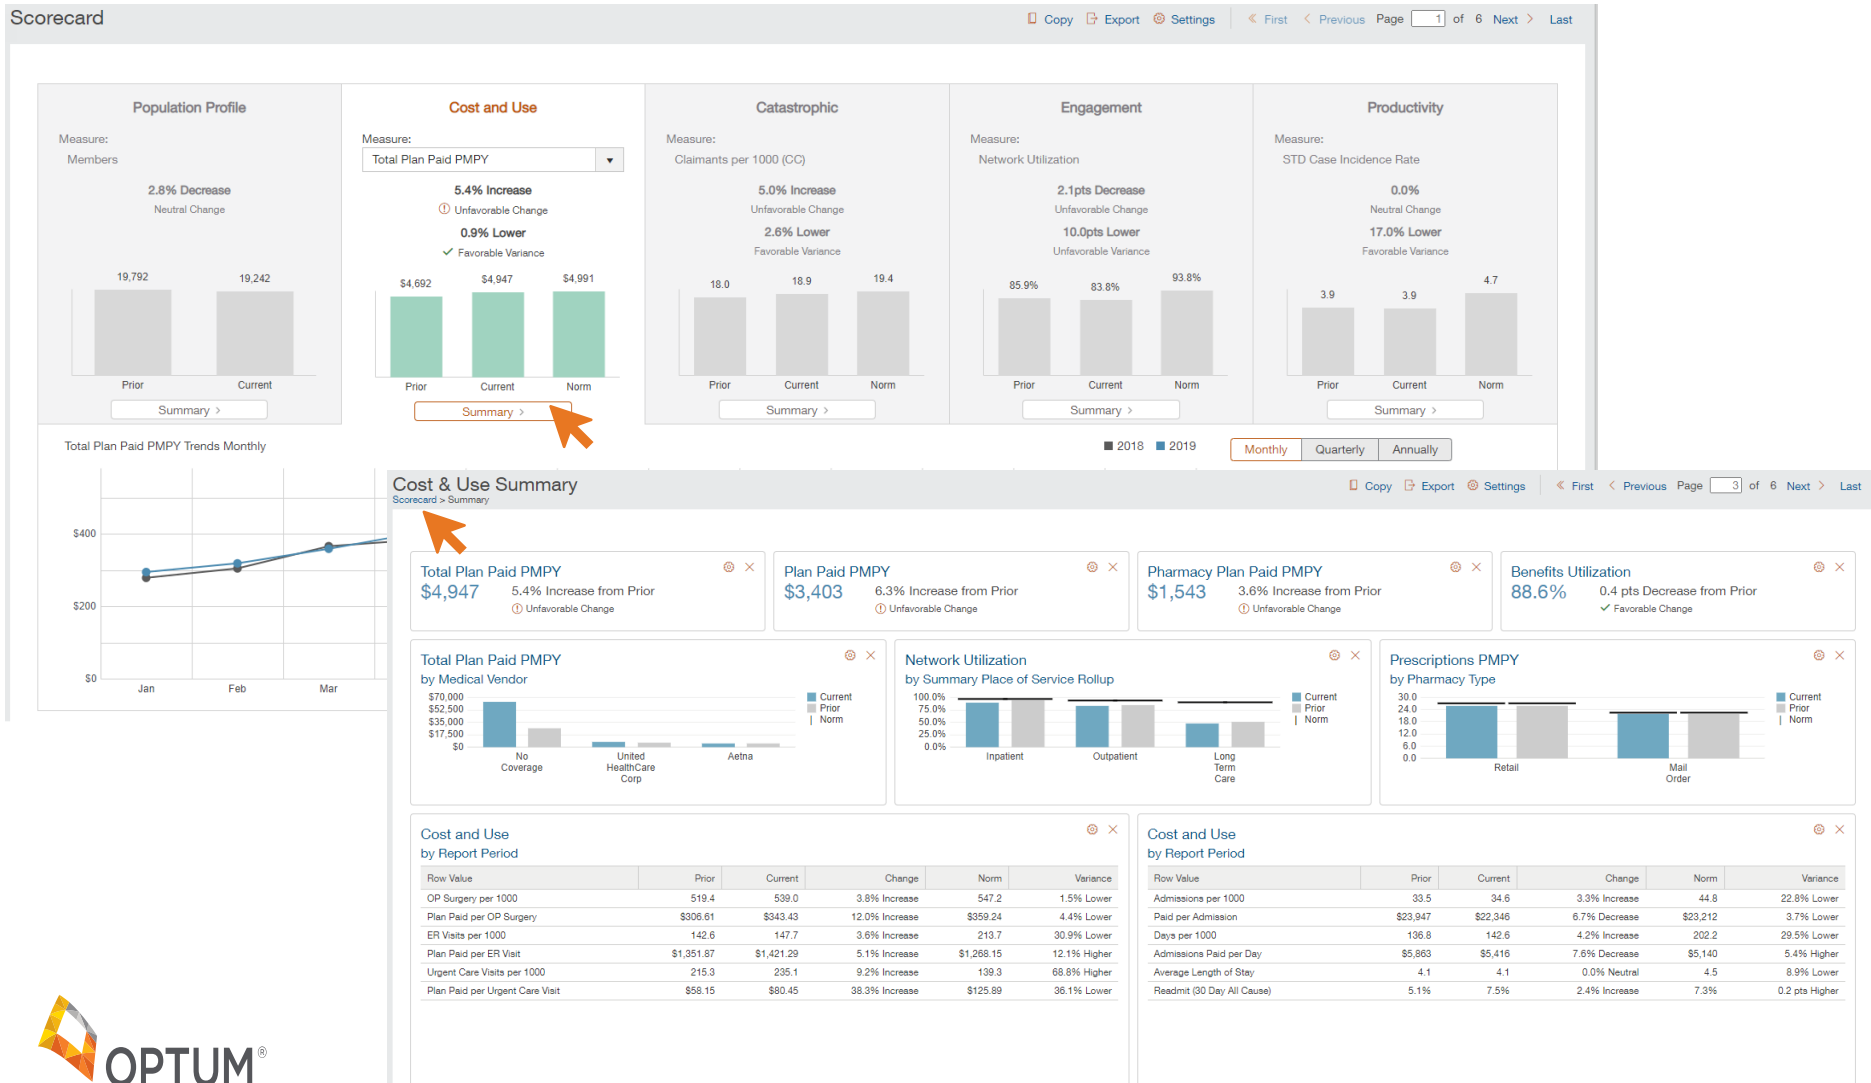 Scorecard
Copy Export Settings First Previous Page 1 of 6 Next Last
Population Profile
Measure:
Members
2.8% Decrease
Neutral Change
19,792 19,242
Prior Current
Summary
Cost and Use
Measure:
Total Plan Paid PMPY
5.4% Increase
Unfavorable Change
0.9% Lower
Favorable Variance
$4,692 $4,947 $4,991
Prior Current Norm
Summary
Catastrophic
Measure:
Claimants per 1000 (CC)
5.0% Increase
Unfavorable Change
2.6% Lower
Favorable Variance
18.0 18.9 19.4
Prior Current Norm
Summary
Engagement
Measure:
Network Utilization
2.1pts Decrease
Unfavorable Change
10.0pts Lower
Unfavorable Variance
85.9% 83.8% 93.8%
Prior Current Norm
Summary
Productivity
Measure:
STD Case Incidence Rate
0.0%
Neutral Change
17.0% Lower
Favorable Variance
3.9 3.9 4.7
Prior Current Norm
Summary
Total Plan Paid PMPY Trends Monthly
2018 2019
Monthly Quarterly Annually
$400
$200
$0
Jan Feb Mar
Cost & Use Summary
Scorecard > Summary
Copy Export Settings First Previous Page 3 of 6 Next Last
Total Plan Paid PMPY
$4,947 5.4% Increase from Prior
Unfavorable Change
Plan Paid PMPY
$3,403 6.3% Increase from Prior
Unfavorable Change
Pharmacy Plan Paid PMPY
$1,543 3.6% Increase from Prior
Unfavorable Change
Benefits Utilization
88.6% 0.4 pts Decrease from Prior
Favorable Change
Total Plan Paid PMPY
by Medical Vendor
$70,000
$52,500
$35,000
$17,500
$0
No Coverage
United HealthCare Corp
Aetna
Current
Prior
Norm
Network Utilization
by Summary Place of Service Rollup
100.0%
75.0%
50.0%
25.0%
0.0%
Inpatient
Outpatient
Long Term Care
Current
Prior
Norm
Prescriptions PMPY
by Pharmacy Type
30.0
24.0
18.0
12.0
6.0
0.0
Retail
Mail Order
Current
Prior
Norm
Cost and Use
by Report Period
Row Value Prior Current Change Norm Variance
OP Surgery per 1000 519.4 539.0 3.8% Increase 547.2 1.5% Lower
Plan Paid per OP Surgery $306.61 $343.43 12.0% Increase $359.24 4.4% Lower
ER Visits per 1000 142.6 147.7 3.6% Increase 213.7 30.9% Lower
Plan Paid per ER Visit $1,351.87 $1,421.29 5.1% Increase $1,268.15 12.1% Higher
Urgent Care Visits per 1000 215.3 235.1 9.2% Increase 139.3 68.8% Higher
Plan Paid per Urgent Care Visit $58.15 $80.45 38.3% Increase $125.89 36.1% Lower
Cost and Use
by Report Period
Row Value Prior Current Change Norm Variance
Admissions per 1000 33.5 34.6 3.3% Increase 44.8 22.8% Lower
Paid per Admission $23,947 $22,346 6.7% Decrease $23,212 3.7% Lower
Days per 1000 136.8 142.6 4.2% Increase 202.2 29.5% Lower
Admissions Paid per Day $5,863 $5,416 7.6% Decrease $5,140 5.4% Higher
Average Length of Stay 4.1 4.1 0.0% Neutral 4.5 8.9% Lower
Readmit (30 Day All Cause) 5.1% 7.5% 2.4% Increase 7.3% 0.2 pts Higher
OPTUM®